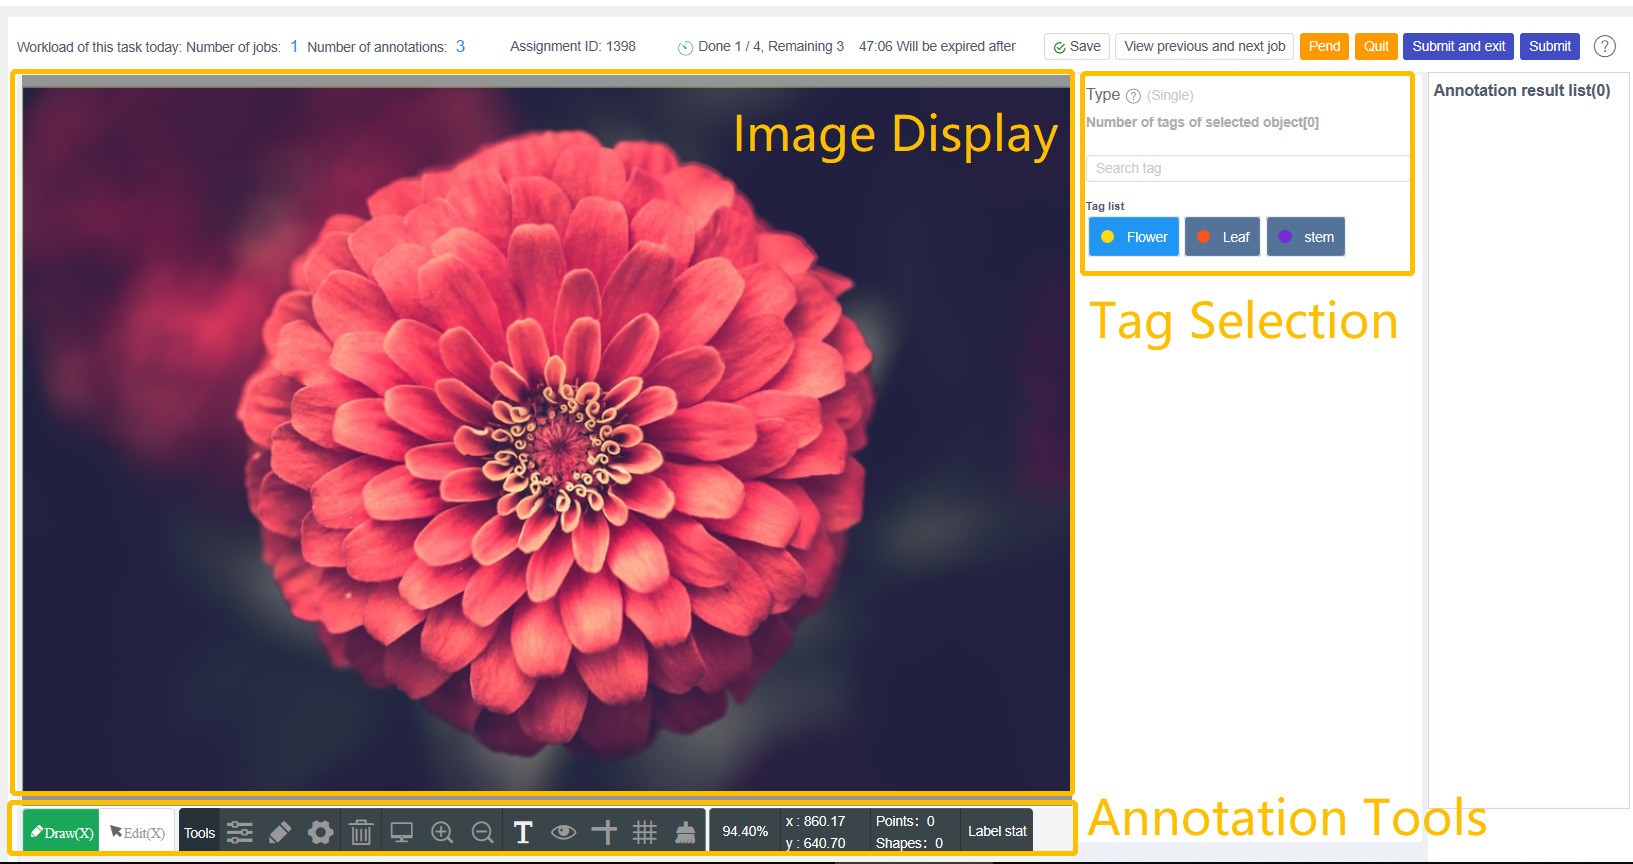 Workload of this task today: Number of jobs: 1 Number of annotations: 3 Assignment ID: 1398 Done 1 / 4, Remaining 3 47:06 Will be expired after Save View previous and next job Pend Quit Submit and exit Submit ?
Image Display
Type ? (Single)
Number of tags of selected object[0]
Search tag
Tag list
Flower Leaf stem
Tag Selection
Annotation result list(0)
Annotation Tools
Draw(X) Edit(X) Tools T 94.40% x : 860.17 Points: 0 Label stat
y : 640.70 Shapes: 0